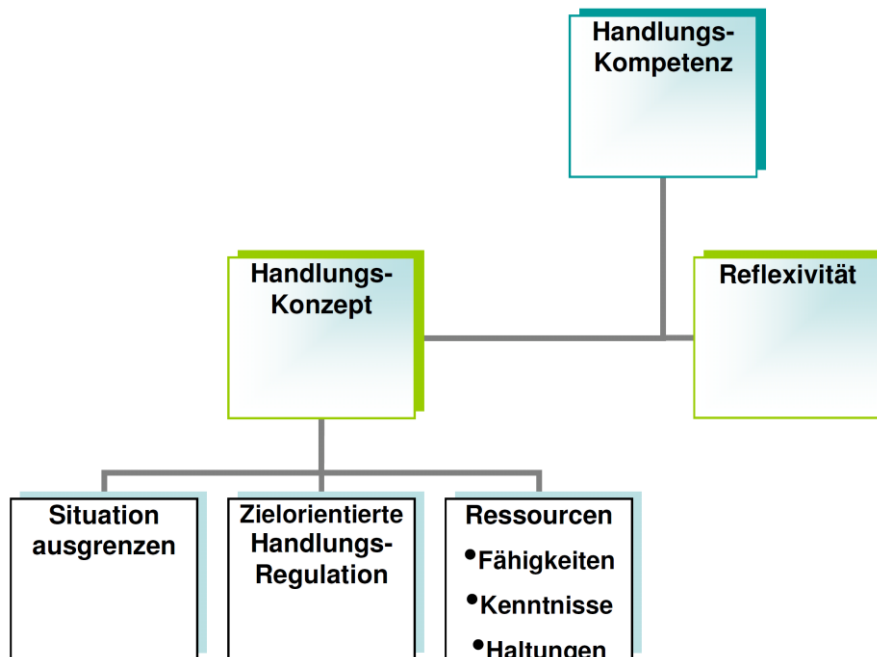 Handlungs-
Kompetenz
Handlungs-
Konzept
Reflexivität
Situation
ausgrenzen
Zielorientierte
Handlungs-
Regulation
Ressourcen
•Fähigkeiten
•Kenntnisse
•Haltungen